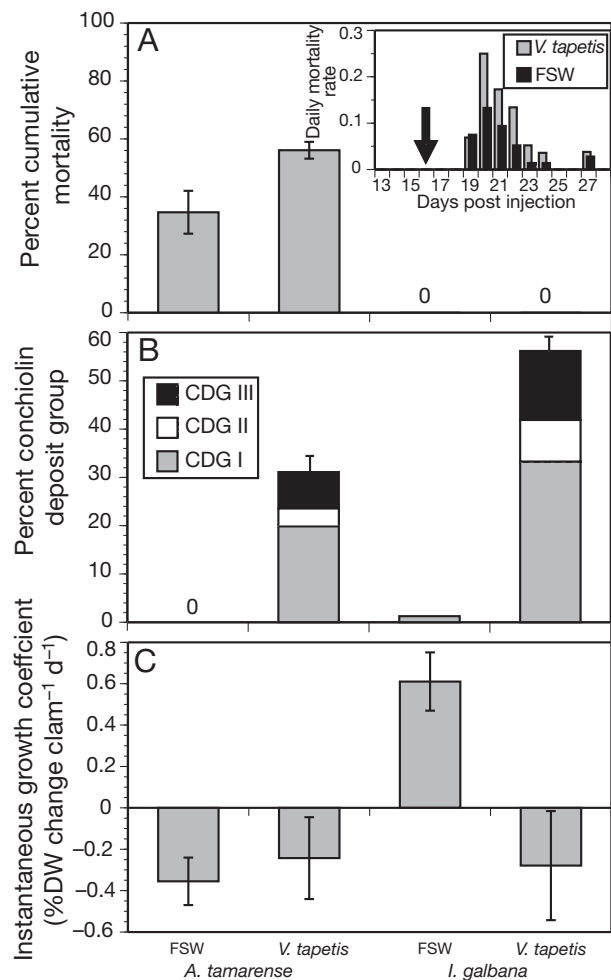 A
Percent cumulative
mortality
100
80
60
40
20
0
0
0
Daily mortality
rate
0.3
0.2
0.1
0
V. tapetis
FSW
13 15 17 19 21 23 25 27
Days post injection
B
Percent conchiolin
deposit group
60
50
40
30
20
10
0
CDG III
CDG II
CDG I
0
C
Instantaneous growth coeffcient
(%DW change clam⁻¹ d⁻¹)
0.8
0.6
0.4
0.2
0
−0.2
−0.4
−0.6
FSW V. tapetis FSW V. tapetis
A. tamarense I. galbana